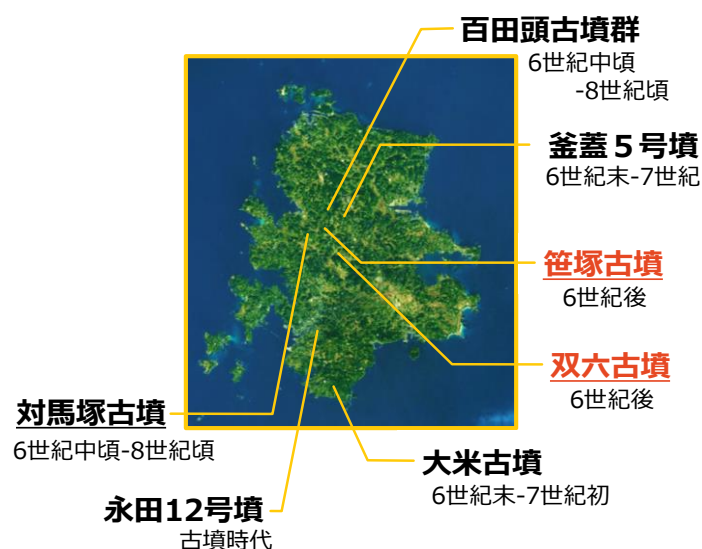 百田頭古墳群
6世紀中頃
-8世紀頃
釜蓋５号墳
6世紀末-7世紀
笹塚古墳
6世紀後
双六古墳
6世紀後
対馬塚古墳
6世紀中頃-8世紀頃
大米古墳
6世紀末-7世紀初
永田12号墳
古墳時代